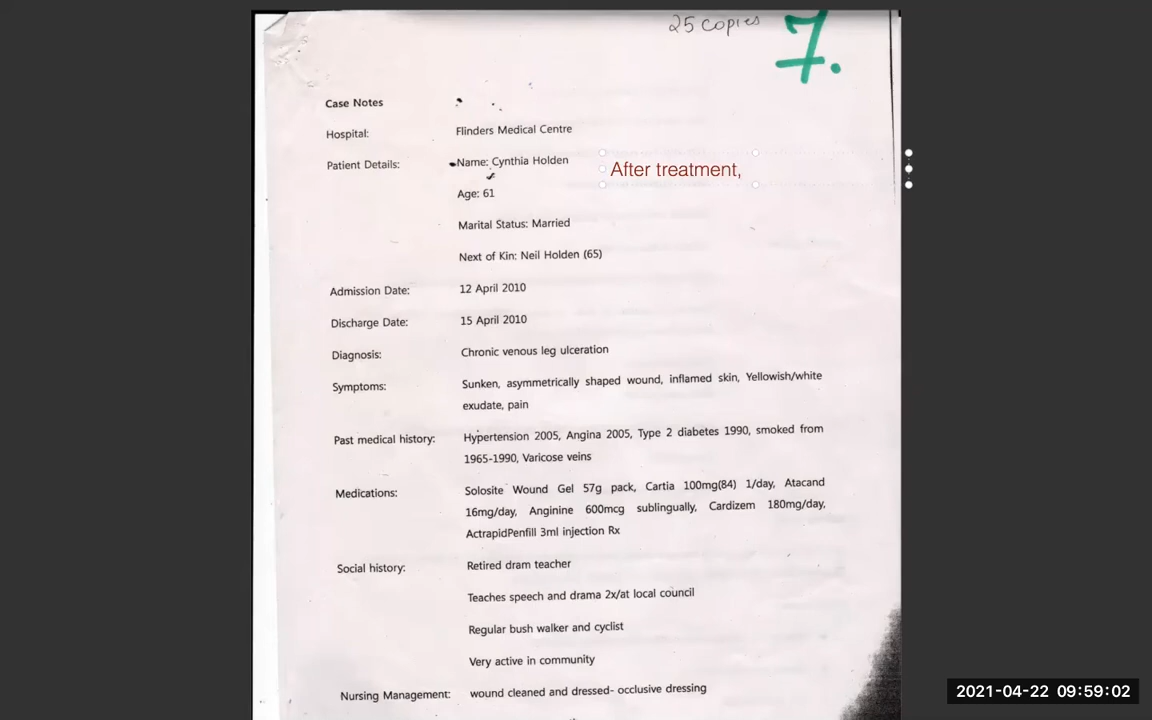 25 copies
7.
Case Notes
Hospital: Flinders Medical Centre
Patient Details: Name: Cynthia Holden
After treatment,
Age: 61
Marital Status: Married
Next of Kin: Neil Holden (65)
Admission Date: 12 April 2010
Discharge Date: 15 April 2010
Diagnosis: Chronic venous leg ulceration
Symptoms: Sunken, asymmetrically shaped wound, inflamed skin, Yellowish/white
exudate, pain
Past medical history: Hypertension 2005, Angina 2005, Type 2 diabetes 1990, smoked from
1965-1990, Varicose veins
Medications: Solosite Wound Gel 57g pack, Cartia 100mg(84) 1/day, Atacand
16mg/day, Anginine 600mcg sublingually, Cardizem 180mg/day,
ActrapidPenfill 3ml injection Rx
Social history: Retired dram teacher
Teaches speech and drama 2x/at local council
Regular bush walker and cyclist
Very active in community
Nursing Management: wound cleaned and dressed- occlusive dressing
2021-04-22 09:59:02